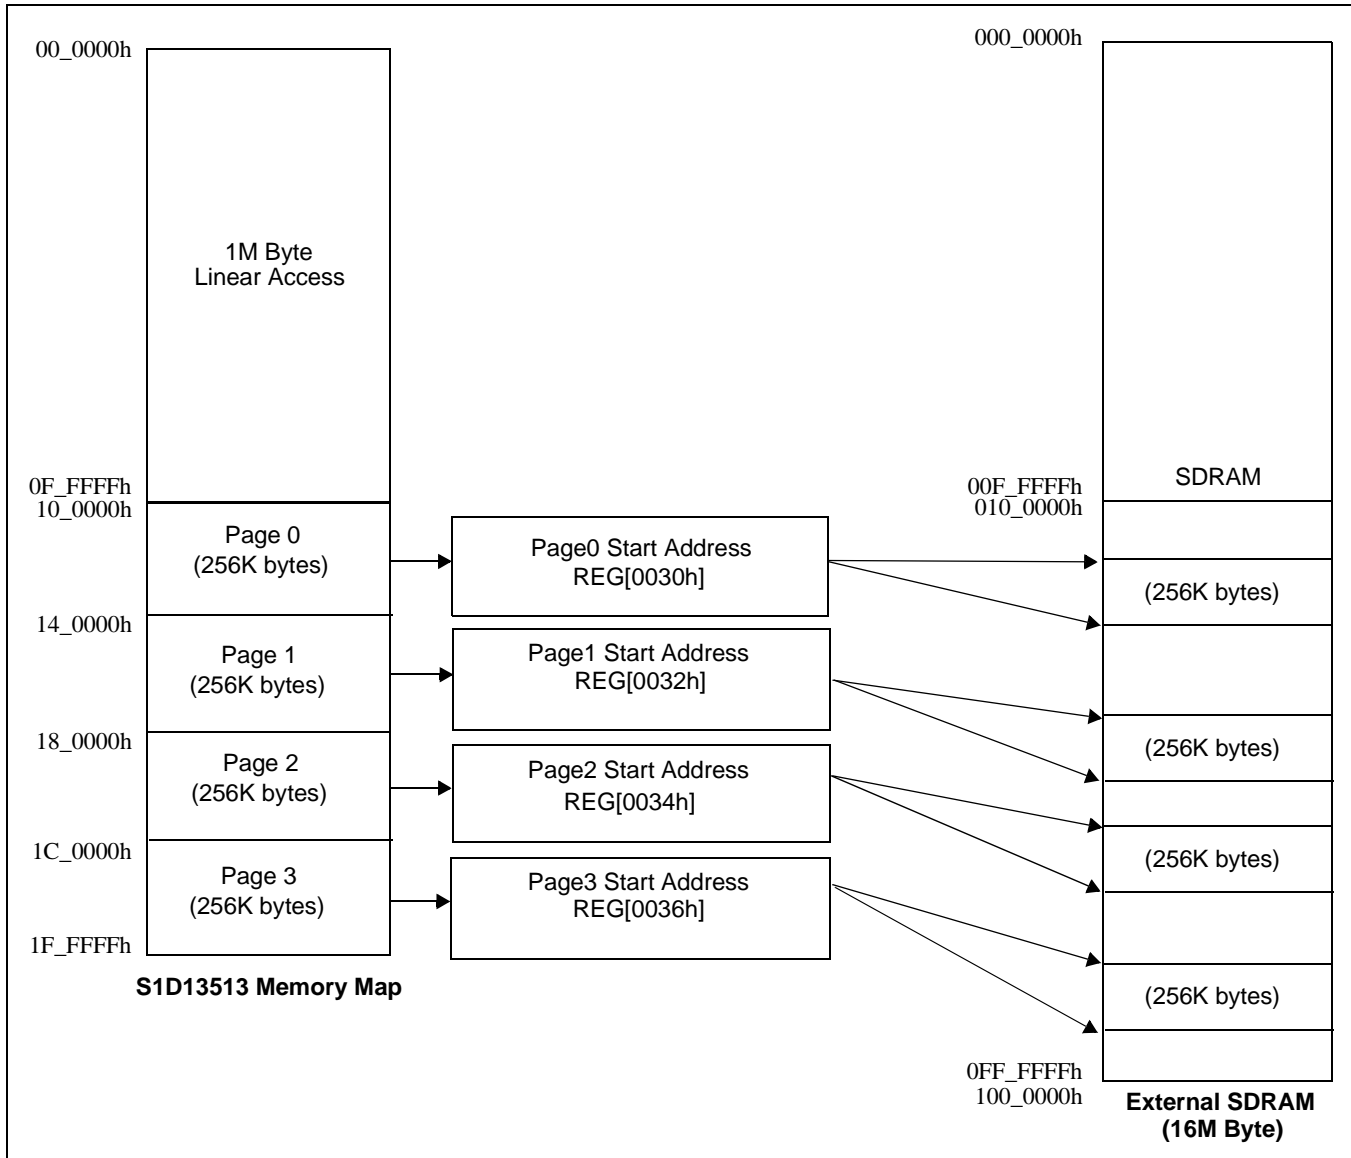 00_0000h
1M Byte
Linear Access
0F_FFFFh
10_0000h
Page 0
(256K bytes)
14_0000h
Page 1
(256K bytes)
18_0000h
Page 2
(256K bytes)
1C_0000h
Page 3
(256K bytes)
1F_FFFFh
S1D13513 Memory Map
Page0 Start Address
REG[0030h]
Page1 Start Address
REG[0032h]
Page2 Start Address
REG[0034h]
Page3 Start Address
REG[0036h]
000_0000h
SDRAM
00F_FFFFh
010_0000h
(256K bytes)
(256K bytes)
(256K bytes)
(256K bytes)
0FF_FFFFh
100_0000h
External SDRAM
(16M Byte)